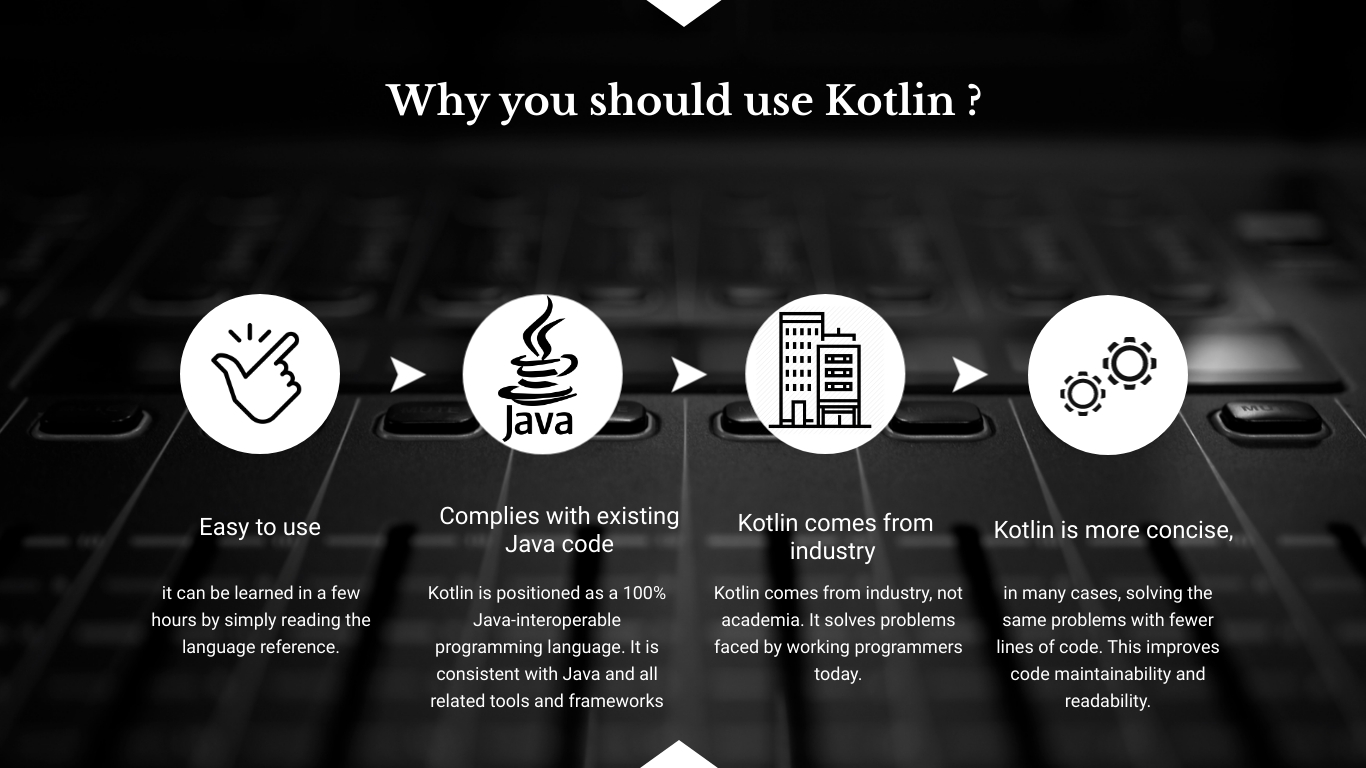 Why you should use Kotlin ?
Java
Easy to use
it can be learned in a few
hours by simply reading the
language reference.
Complies with existing
Java code
Kotlin is positioned as a 100%
Java-interoperable
programming language. It is
consistent with Java and all
related tools and frameworks
Kotlin comes from
industry
Kotlin comes from industry, not
academia. It solves problems
faced by working programmers
today.
Kotlin is more concise,
in many cases, solving the
same problems with fewer
lines of code. This improves
code maintainability and
readability.